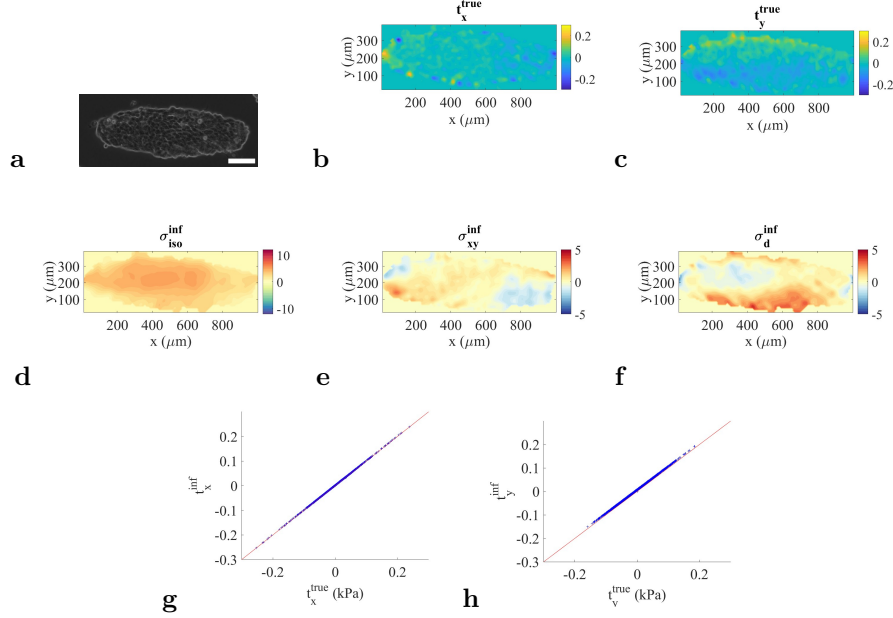 t_x^true
y (μm)
300
200
100
200 400 600 800
x (μm)
0.2
0
-0.2
t_y^true
y (μm)
300
200
100
200 400 600 800
x (μm)
0.2
0
-0.2
a
b
c
σ_iso^inf
y (μm)
300
200
100
200 400 600 800
x (μm)
10
0
-10
σ_xy^inf
y (μm)
300
200
100
200 400 600 800
x (μm)
5
0
-5
σ_d^inf
y (μm)
300
200
100
200 400 600 800
x (μm)
5
0
-5
d
e
f
t_x^inf
0.2
0.1
0
-0.1
-0.2
-0.3
-0.2 0 0.2
t_x^true (kPa)
g
t_y^inf
0.2
0.1
0
-0.1
-0.2
-0.3
-0.2 0 0.2
t_y^true (kPa)
h